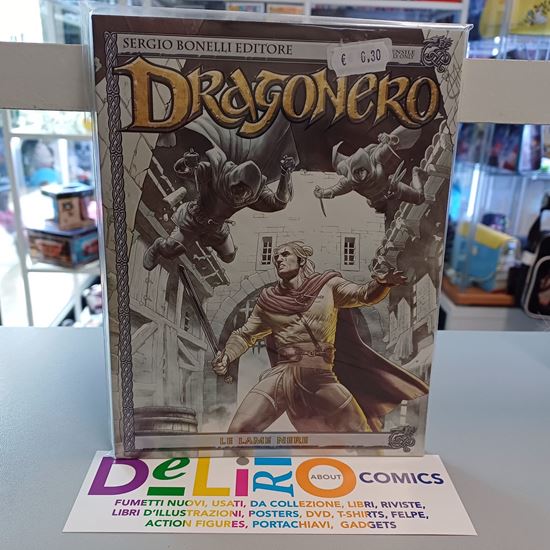 SERGIO BONELLI EDITORE
€ 0,30
DRAGONERO
LE LAME NERE
DELIRIO
ABOUT
COMICS
FUMETTI NUOVI, USATI, DA COLLEZIONE, LIBRI, RIVISTE,
LIBRI D'ILLUSTRAZIONI, POSTERS, DVD, T-SHIRTS, FELPE,
ACTION FIGURES, PORTACHIAVI, GADGETS